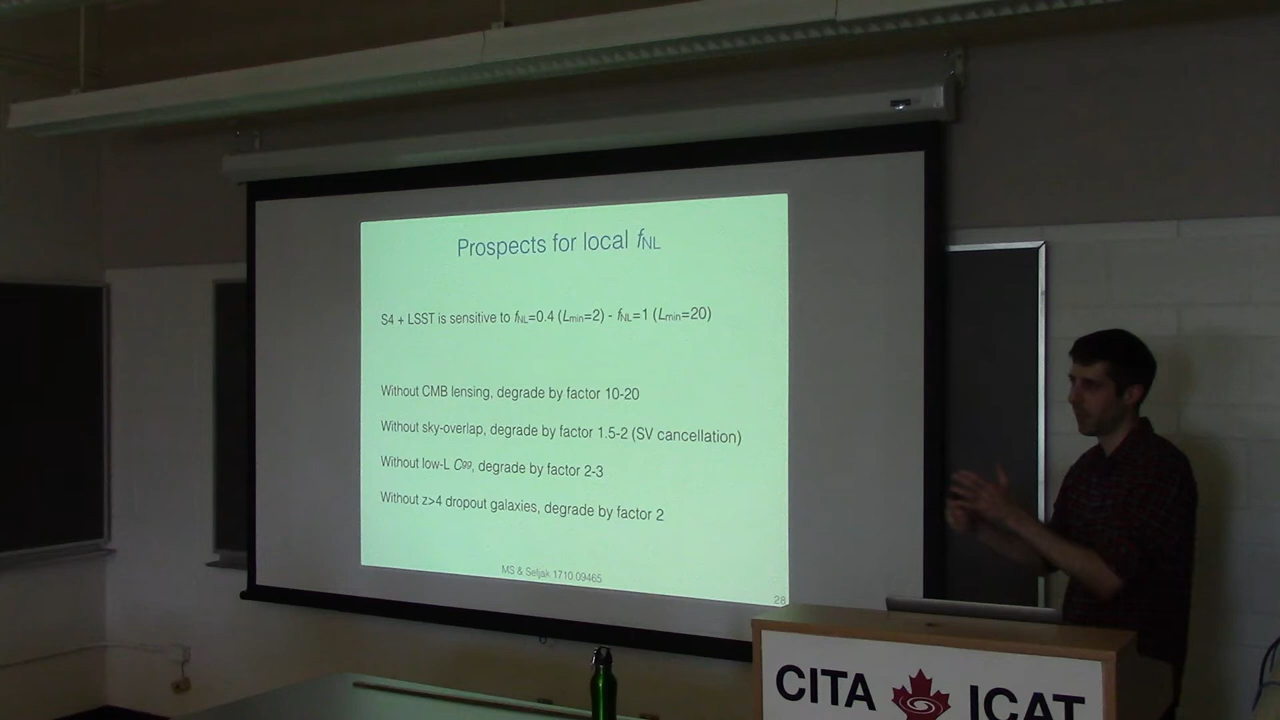 Prospects for local fNL
S4 + LSST is sensitive to fNL=0.4 (Lmin=2) - fNL=1 (Lmin=20)
Without CMB lensing, degrade by factor 10-20
Without sky-overlap, degrade by factor 1.5-2 (SV cancellation)
Without low-L Cgg, degrade by factor 2-3
Without z>4 dropout galaxies, degrade by factor 2
MS & Seljak 1710.09465
28
CITA ICAT